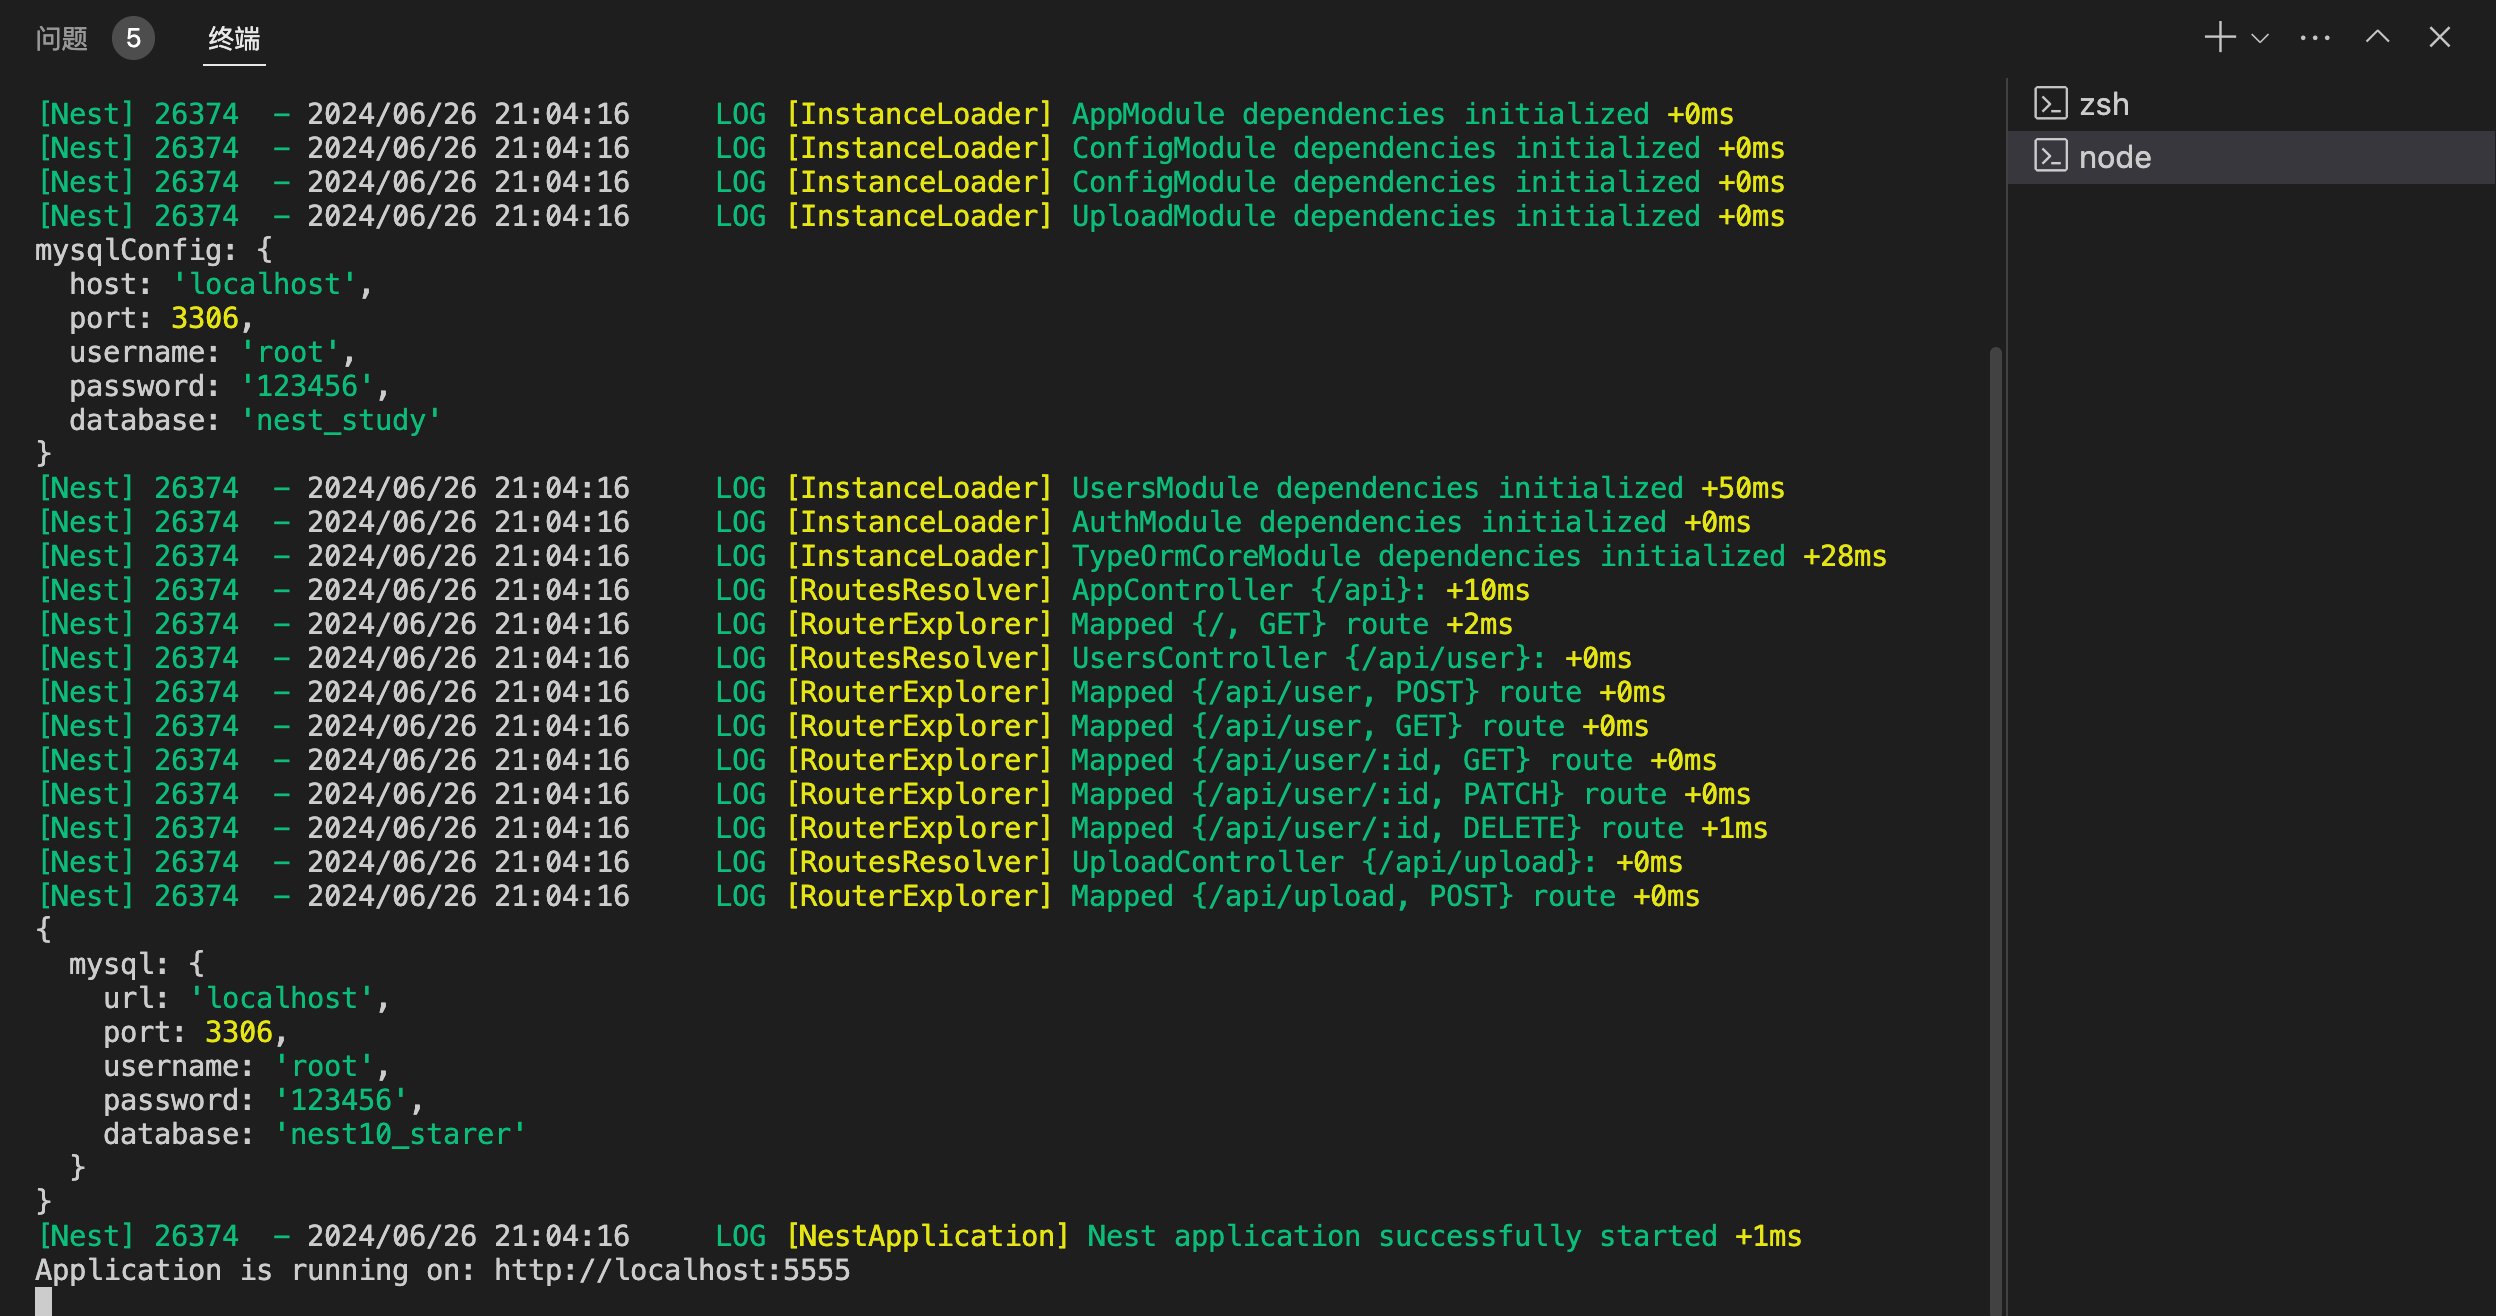 问题 5 终端
[Nest] 26374  - 2024/06/26 21:04:16     LOG [InstanceLoader] AppModule dependencies initialized +0ms
[Nest] 26374  - 2024/06/26 21:04:16     LOG [InstanceLoader] ConfigModule dependencies initialized +0ms
[Nest] 26374  - 2024/06/26 21:04:16     LOG [InstanceLoader] ConfigModule dependencies initialized +0ms
[Nest] 26374  - 2024/06/26 21:04:16     LOG [InstanceLoader] UploadModule dependencies initialized +0ms
mysqlConfig: {
  host: 'localhost',
  port: 3306,
  username: 'root',
  password: '123456',
  database: 'nest_study'
}
[Nest] 26374  - 2024/06/26 21:04:16     LOG [InstanceLoader] UsersModule dependencies initialized +50ms
[Nest] 26374  - 2024/06/26 21:04:16     LOG [InstanceLoader] AuthModule dependencies initialized +0ms
[Nest] 26374  - 2024/06/26 21:04:16     LOG [InstanceLoader] TypeOrmCoreModule dependencies initialized +28ms
[Nest] 26374  - 2024/06/26 21:04:16     LOG [RoutesResolver] AppController {/api}: +10ms
[Nest] 26374  - 2024/06/26 21:04:16     LOG [RouterExplorer] Mapped {/, GET} route +2ms
[Nest] 26374  - 2024/06/26 21:04:16     LOG [RoutesResolver] UsersController {/api/user}: +0ms
[Nest] 26374  - 2024/06/26 21:04:16     LOG [RouterExplorer] Mapped {/api/user, POST} route +0ms
[Nest] 26374  - 2024/06/26 21:04:16     LOG [RouterExplorer] Mapped {/api/user, GET} route +0ms
[Nest] 26374  - 2024/06/26 21:04:16     LOG [RouterExplorer] Mapped {/api/user/:id, GET} route +0ms
[Nest] 26374  - 2024/06/26 21:04:16     LOG [RouterExplorer] Mapped {/api/user/:id, PATCH} route +0ms
[Nest] 26374  - 2024/06/26 21:04:16     LOG [RouterExplorer] Mapped {/api/user/:id, DELETE} route +1ms
[Nest] 26374  - 2024/06/26 21:04:16     LOG [RoutesResolver] UploadController {/api/upload}: +0ms
[Nest] 26374  - 2024/06/26 21:04:16     LOG [RouterExplorer] Mapped {/api/upload, POST} route +0ms
{
  mysql: {
    url: 'localhost',
    port: 3306,
    username: 'root',
    password: '123456',
    database: 'nest10_starer'
  }
}
[Nest] 26374  - 2024/06/26 21:04:16     LOG [NestApplication] Nest application successfully started +1ms
Application is running on: http://localhost:5555
zsh
node